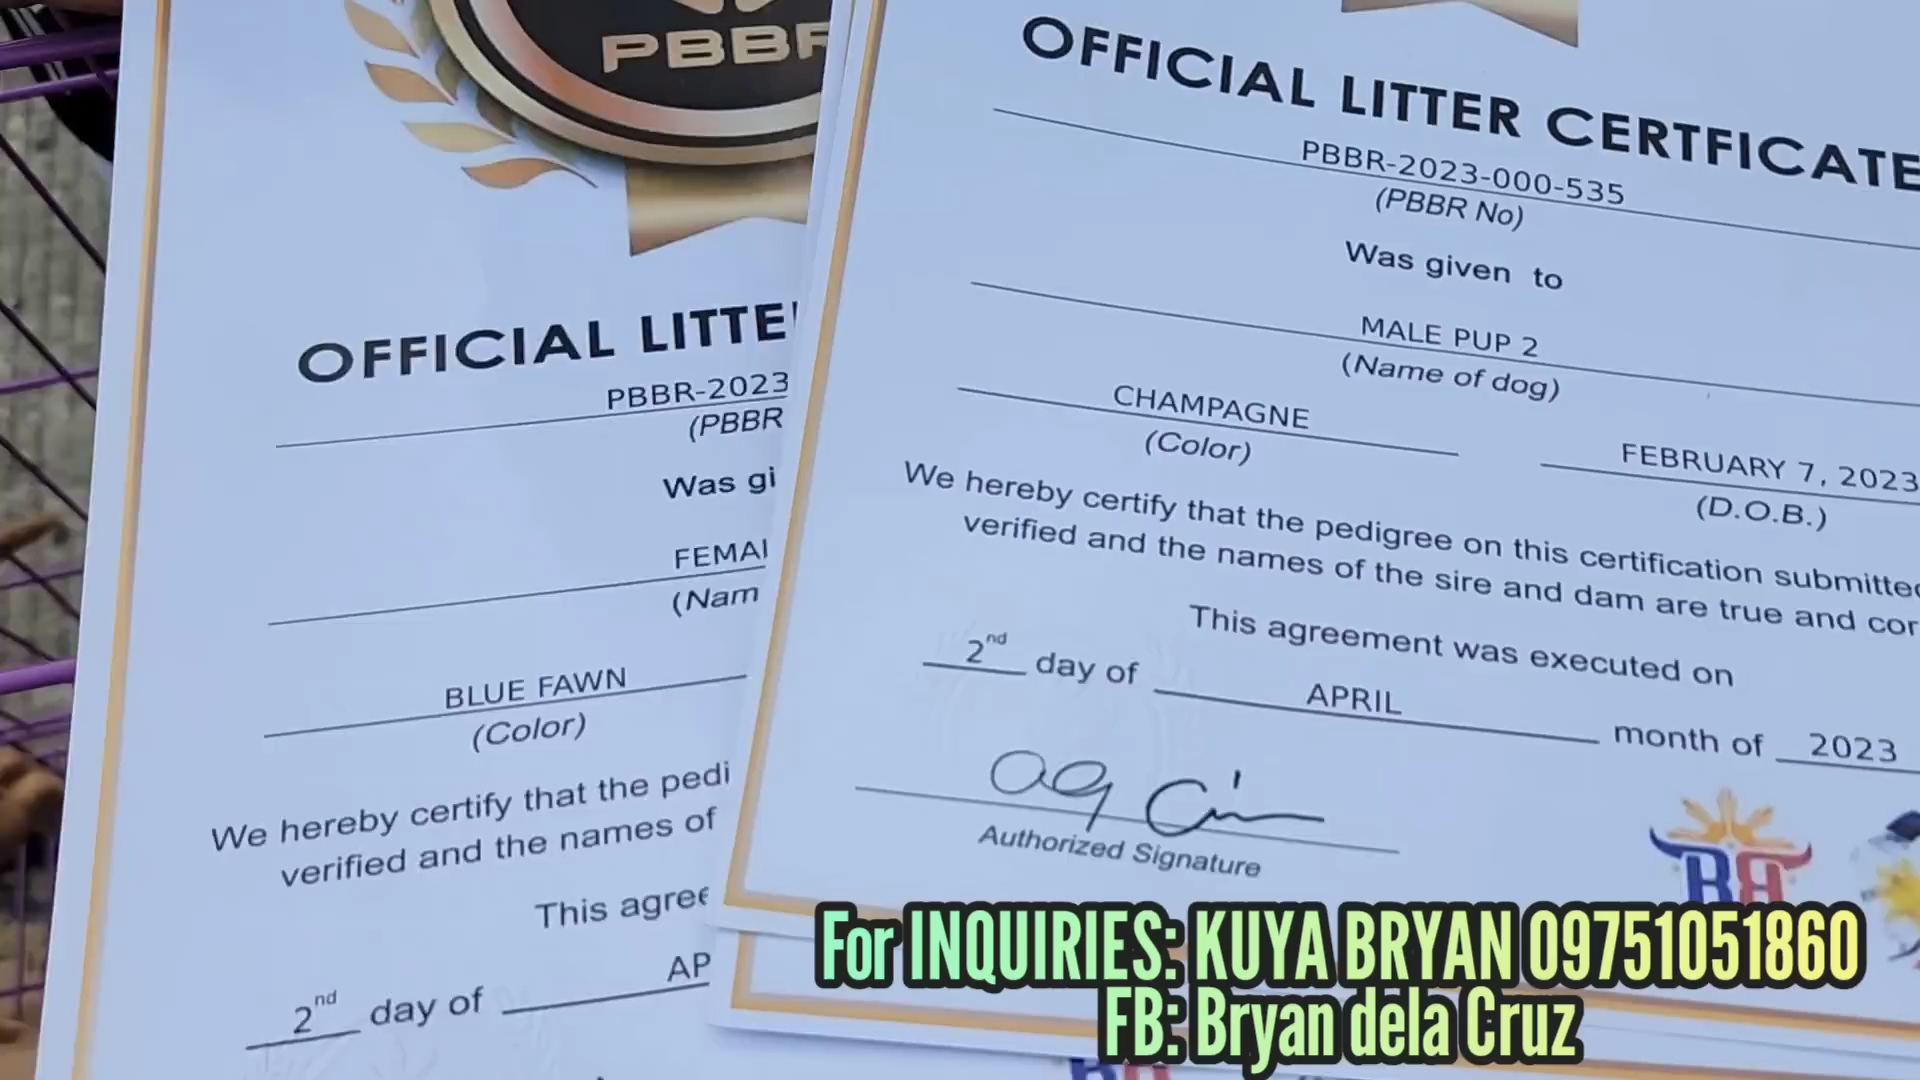 PBBR
OFFICIAL LITTE
PBBR-2023
(PBBR
Was gi
FEMAL
(Nam
BLUE FAWN
(Color)
We hereby certify that the pedi
verified and the names of
This agree
2nd day of AP
OFFICIAL LITTER CERTFICATE
PBBR-2023-000-535
(PBBR No)
Was given to
MALE PUP 2
(Name of dog)
CHAMPAGNE
(Color)
FEBRUARY 7, 2023
(D.O.B.)
We hereby certify that the pedigree on this certification submitted
verified and the names of the sire and dam are true and cor
This agreement was executed on
2nd day of APRIL month of 2023
Authorized Signature
For INQUIRIES: KUYA BRYAN 09751051860
FB: Bryan dela Cruz